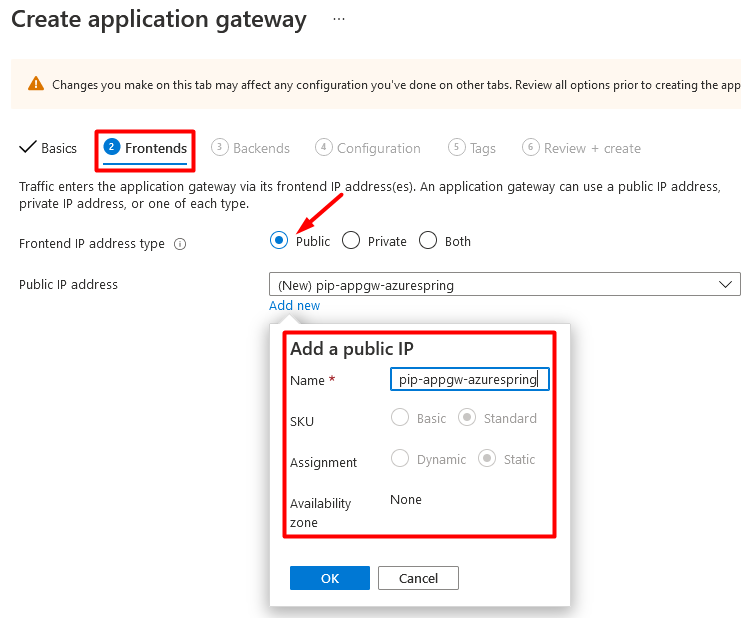 Create application gateway ...
Changes you make on this tab may affect any configuration you've done on other tabs. Review all options prior to creating the app
Basics 2 Frontends 3 Backends 4 Configuration 5 Tags 6 Review + create
Traffic enters the application gateway via its frontend IP address(es). An application gateway can use a public IP address,
private IP address, or one of each type.
Frontend IP address type Public Private Both
Public IP address (New) pip-appgw-azurespring
Add new
Add a public IP
Name * pip-appgw-azurespring
SKU Basic Standard
Assignment Dynamic Static
Availability None
zone
OK Cancel